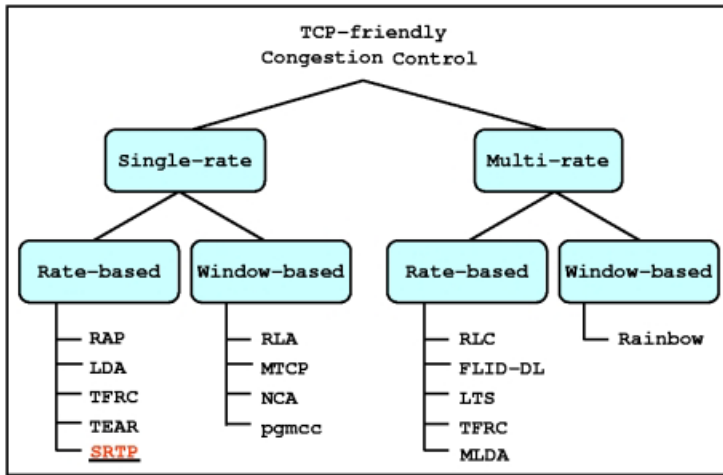 TCP-friendly
Congestion Control
Single-rate
Multi-rate
Rate-based
Window-based
Rate-based
Window-based
RAP
LDA
TFRC
TEAR
SRTP
RLA
MTCP
NCA
pgmcc
RLC
FLID-DL
LTS
TFRC
MLDA
Rainbow